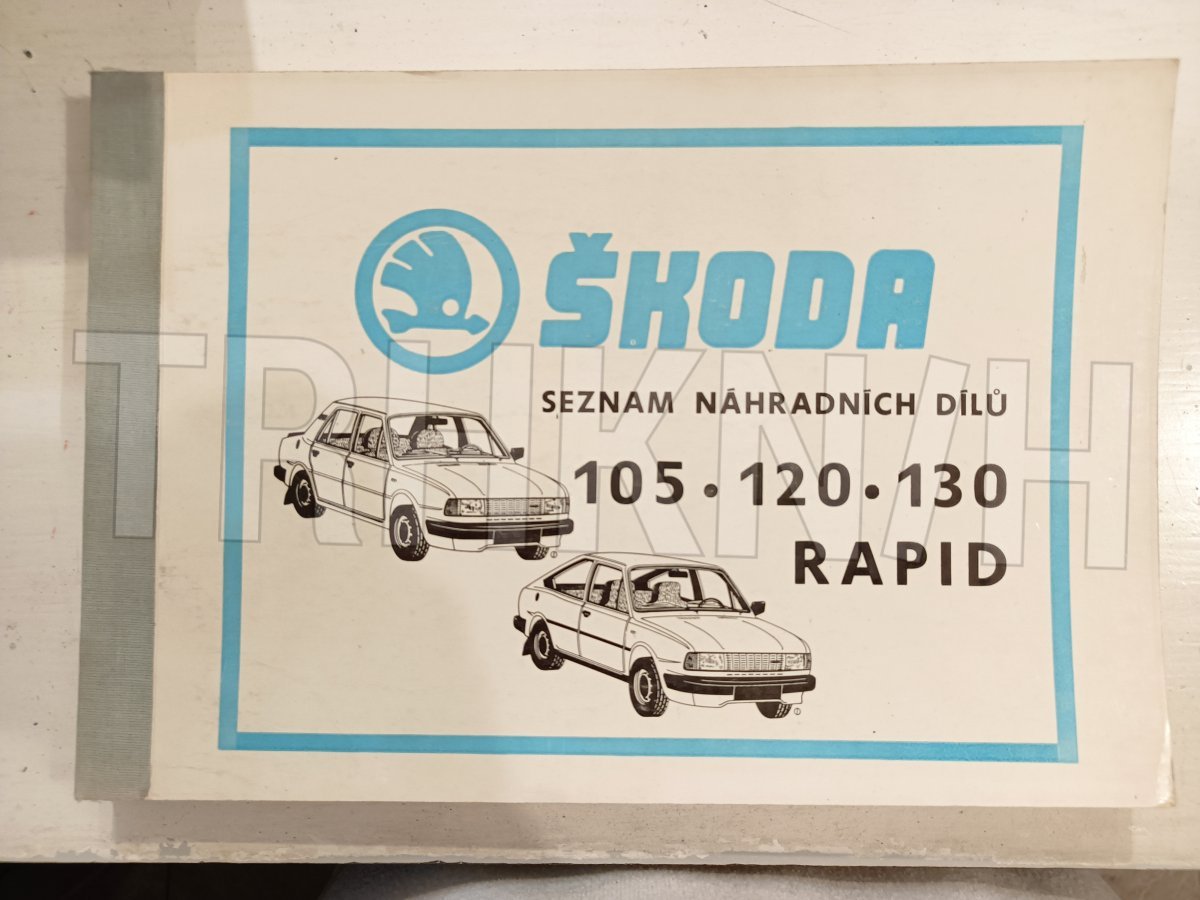 ŠKODA
SEZNAM NÁHRADNÍCH DÍLŮ
105 • 120 • 130
RAPID